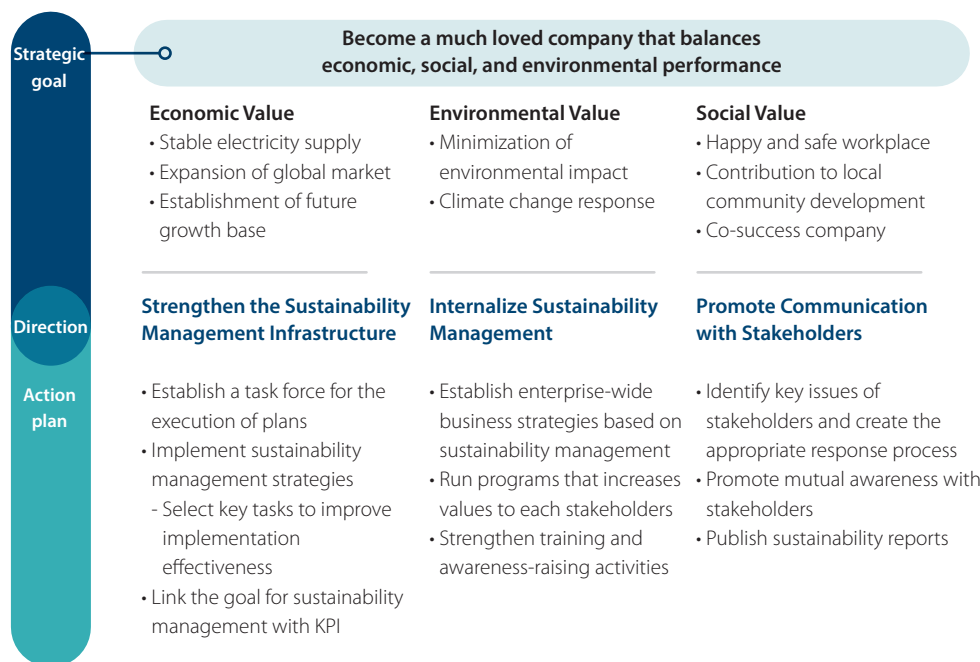 Strategic
goal
Become a much loved company that balances
economic, social, and environmental performance
Economic Value
• Stable electricity supply
• Expansion of global market
• Establishment of future
growth base
Environmental Value
• Minimization of
environmental impact
• Climate change response
Social Value
• Happy and safe workplace
• Contribution to local
community development
• Co-success company
Direction
Strengthen the Sustainability
Management Infrastructure
Internalize Sustainability
Management
Promote Communication
with Stakeholders
Action
plan
• Establish a task force for the
execution of plans
• Implement sustainability
management strategies
- Select key tasks to improve
implementation
effectiveness
• Link the goal for sustainability
management with KPI
• Establish enterprise-wide
business strategies based on
sustainability management
• Run programs that increases
values to each stakeholders
• Strengthen training and
awareness-raising activities
• Identify key issues of
stakeholders and create the
appropriate response process
• Promote mutual awareness with
stakeholders
• Publish sustainability reports